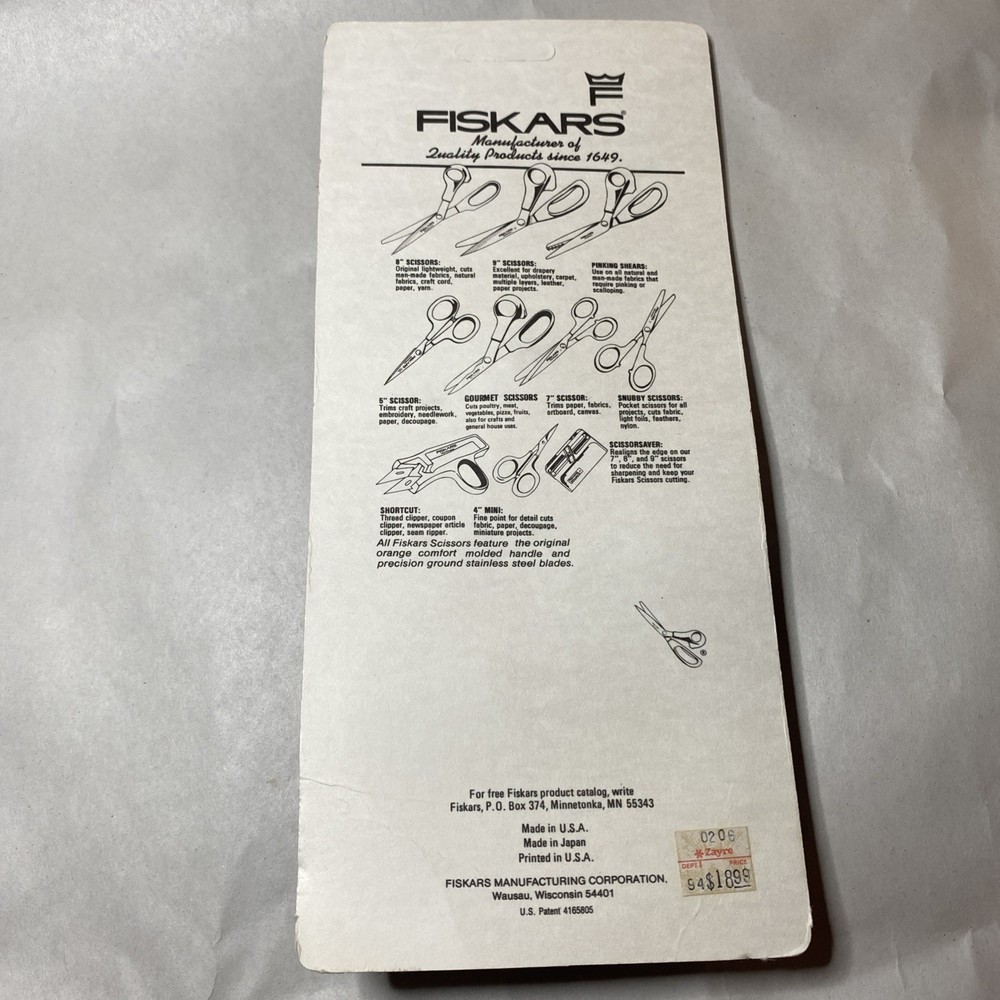 F
FISKARS®
Manufacturer of
Quality Products since 1649.
8" SCISSORS:
Original lightweight, cuts
man-made fabrics, natural
fabrics, craft cord,
paper, yarn.
9" SCISSORS:
Excellent for drapery
material, upholstery, carpet,
multiple layers, leather,
paper projects.
PINKING SHEARS:
Use on all natural and
man-made fabrics that
require pinking or
scalloping.
5" SCISSOR:
Trims craft projects,
embroidery, needlework,
paper, decoupage.
GOURMET SCISSORS
Cuts poultry, meat,
vegetables, pizza, fruits,
also for crafts and
general house uses.
7" SCISSOR:
Trims paper, fabrics,
artboard, canvas.
SNUBBY SCISSORS:
Pocket scissors for all
projects, cuts fabric,
light foils, feathers,
nylon.
SCISSORSAVER:
Realigns the edge on our
7", 8", and 9" scissors
to reduce the need for
sharpening and keep your
Fiskars Scissors cutting.
SHORTCUT:
Thread clipper, coupon
clipper, newspaper article
clipper, seam ripper.
4" MINI:
Fine point for detail cuts
fabric, paper, decoupage,
miniature projects.
All Fiskars Scissors feature the original
orange comfort molded handle and
precision ground stainless steel blades.
®
For free Fiskars product catalog, write
Fiskars, P.O. Box 374, Minnetonka, MN 55343
Made in U.S.A.
Made in Japan
Printed in U.S.A.
FISKARS MANUFACTURING CORPORATION,
Wausau, Wisconsin 54401
U.S. Patent 4165805
0206
Zayre
DEPT PRICE
94 $18.99